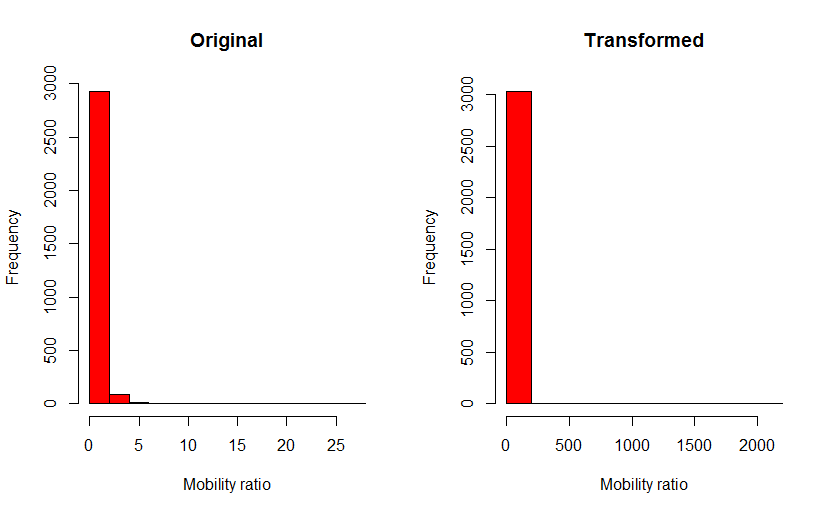 Original
Frequency
0 500 1000 1500 2000 2500 3000
0 5 10 15 20 25
Mobility ratio
Transformed
Frequency
0 500 1000 1500 2000 2500 3000
0 500 1000 1500 2000
Mobility ratio